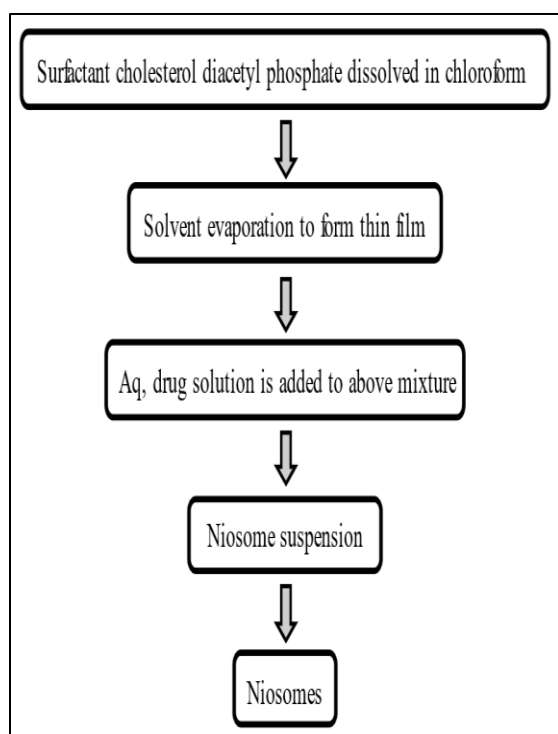 Surfactant cholesterol diacetyl phosphate dissolved in chloroform
Solvent evaporation to form thin film
Aq, drug solution is added to above mixture
Niosome suspension
Niosomes